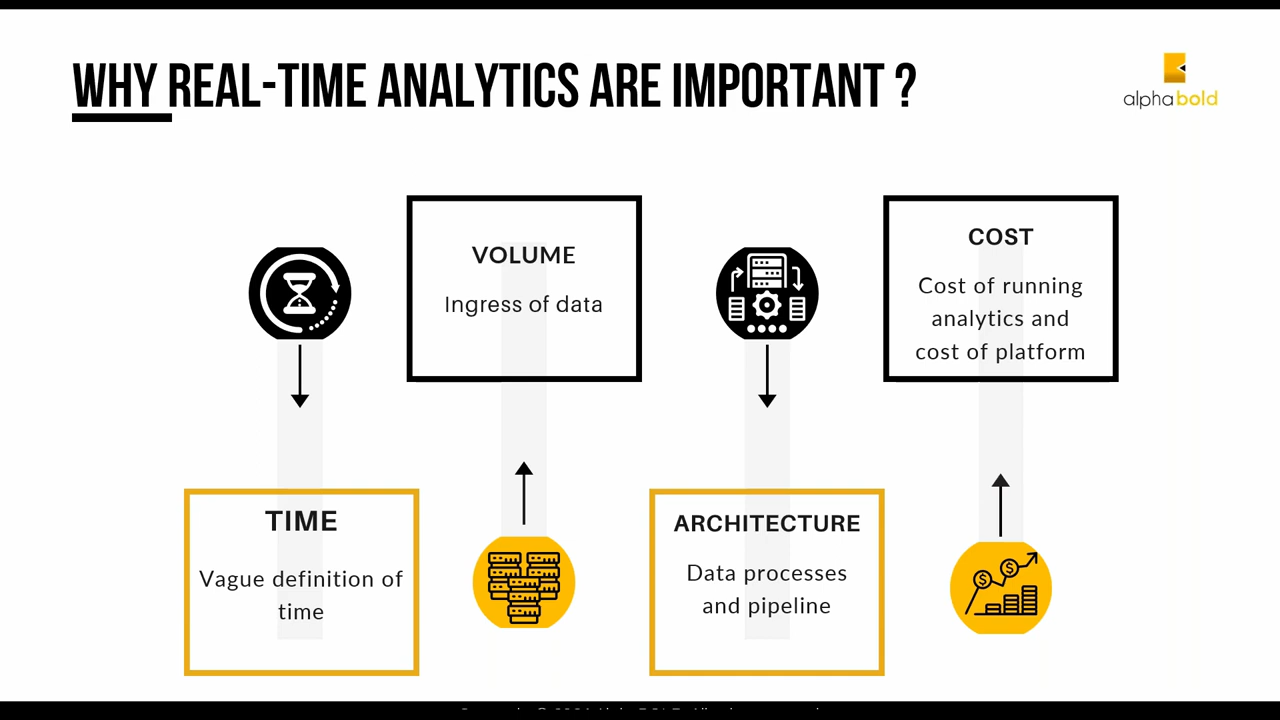 WHY REAL-TIME ANALYTICS ARE IMPORTANT ?
alphabold
VOLUME
Ingress of data
COST
Cost of running
analytics and
cost of platform
TIME
Vague definition of
time
ARCHITECTURE
Data processes
and pipeline